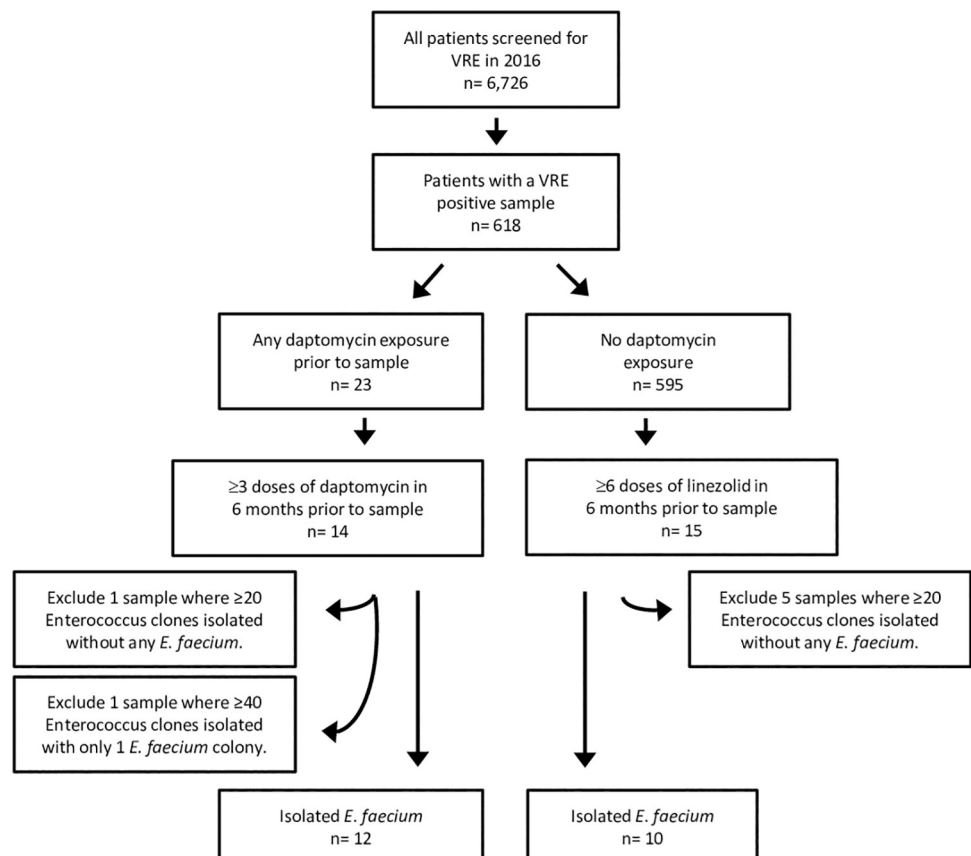 All patients screened for
VRE in 2016
n= 6,726
Patients with a VRE
positive sample
n= 618
Any daptomycin exposure
prior to sample
n= 23
No daptomycin
exposure
n= 595
≥3 doses of daptomycin in
6 months prior to sample
n= 14
≥6 doses of linezolid in
6 months prior to sample
n= 15
Exclude 1 sample where ≥20
Enterococcus clones isolated
without any E. faecium.
Exclude 5 samples where ≥20
Enterococcus clones isolated
without any E. faecium.
Exclude 1 sample where ≥40
Enterococcus clones isolated
with only 1 E. faecium colony.
Isolated E. faecium
n= 12
Isolated E. faecium
n= 10